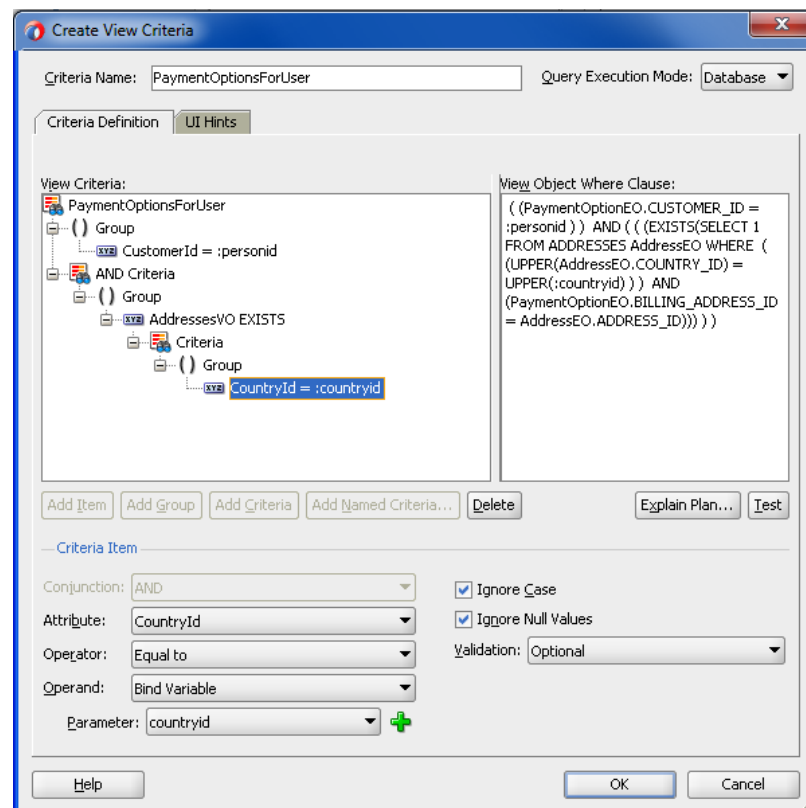 Create View Criteria
Criteria Name: PaymentOptionsForUser Query Execution Mode: Database
Criteria Definition UI Hints
View Criteria:
PaymentOptionsForUser
( ) Group
XYZ CustomerId = :personid
AND Criteria
( ) Group
XYZ AddressesVO EXISTS
Criteria
( ) Group
XYZ CountryId = :countryid
View Object Where Clause:
( (PaymentOptionEO.CUSTOMER_ID =
:personid ) ) AND ( ( (EXISTS(SELECT 1
FROM ADDRESSES AddressEO WHERE (
(UPPER(AddressEO.COUNTRY_ID) =
UPPER(:countryid) ) ) AND
(PaymentOptionEO.BILLING_ADDRESS_ID
= AddressEO.ADDRESS_ID))) ) )
Add Item Add Group Add Criteria Add Named Criteria... Delete Explain Plan... Test
Criteria Item
Conjunction: AND
Attribute: CountryId
Operator: Equal to
Operand: Bind Variable
Parameter: countryid
Ignore Case
Ignore Null Values
Validation: Optional
Help OK Cancel